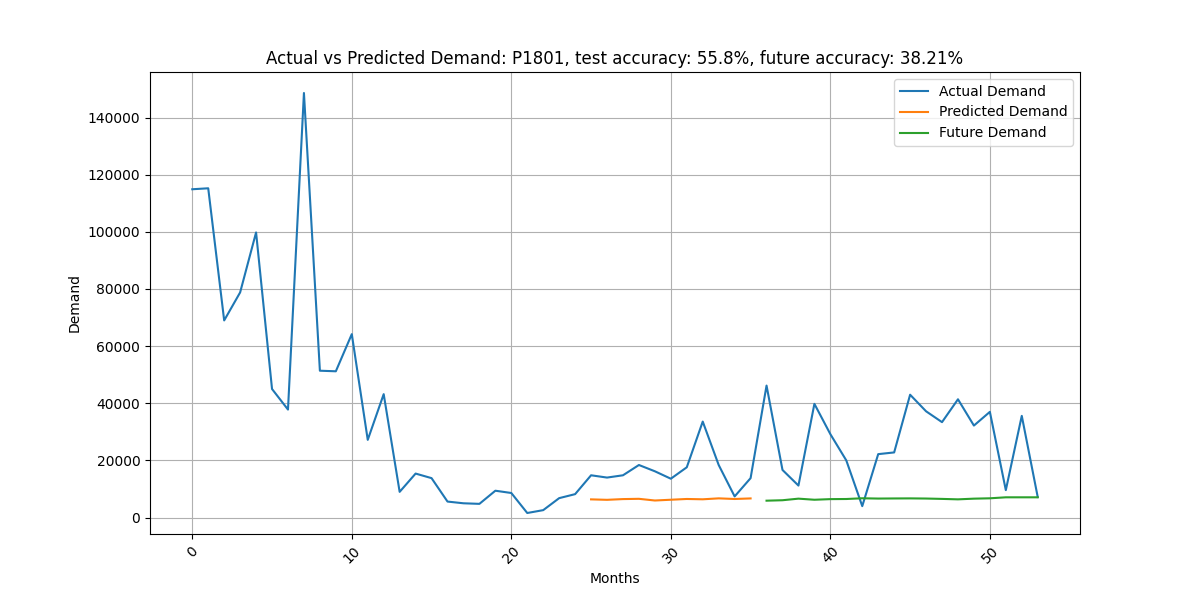 Actual vs Predicted Demand: P1801, test accuracy: 55.8%, future accuracy: 38.21%
Actual Demand
Predicted Demand
Future Demand
Demand
140000
120000
100000
80000
60000
40000
20000
0
0 10 20 30 40 50
Months